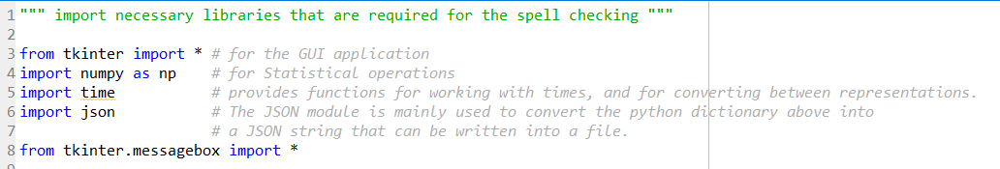 1 """ import necessary libraries that are required for the spell checking """
2
3 from tkinter import * # for the GUI application
4 import numpy as np    # for Statistical operations
5 import time           # provides functions for working with times, and for converting between representations.
6 import json           # The JSON module is mainly used to convert the python dictionary above into
7                       # a JSON string that can be written into a file.
8 from tkinter.messagebox import *